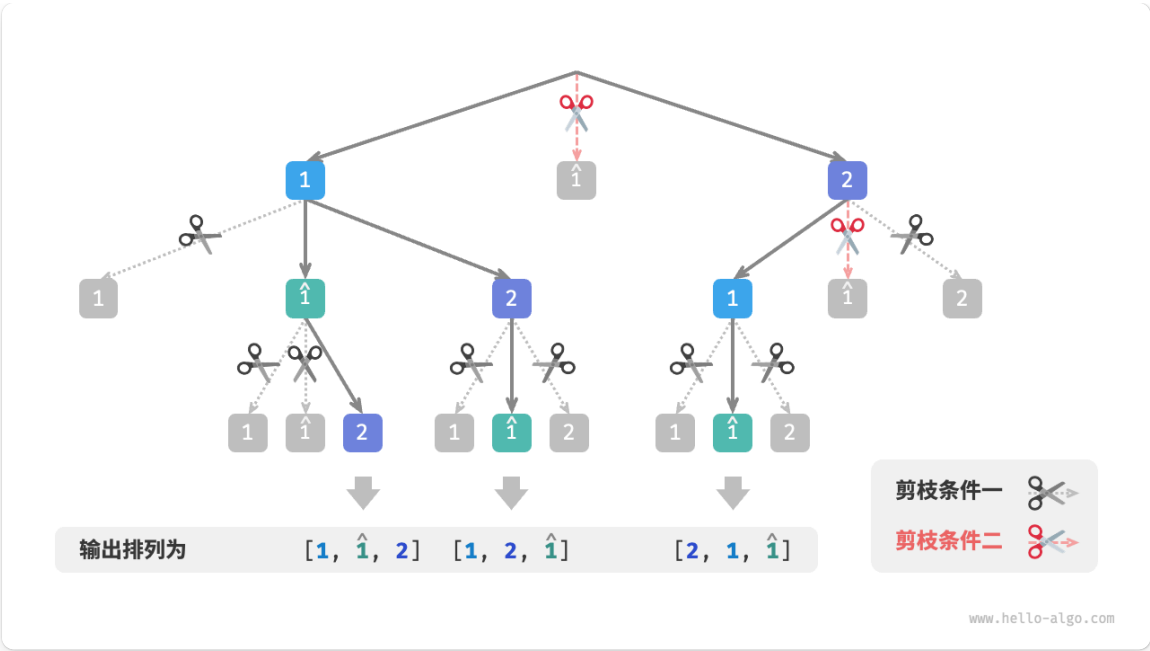 1 1̂ 2
1 1̂ 2 1 1̂ 2
1 1̂ 2 1 1̂ 2 1 1̂ 2
剪枝条件一
输出排列为 [1, 1̂, 2] [1, 2, 1̂] [2, 1, 1̂]
剪枝条件二
www.hello-algo.com